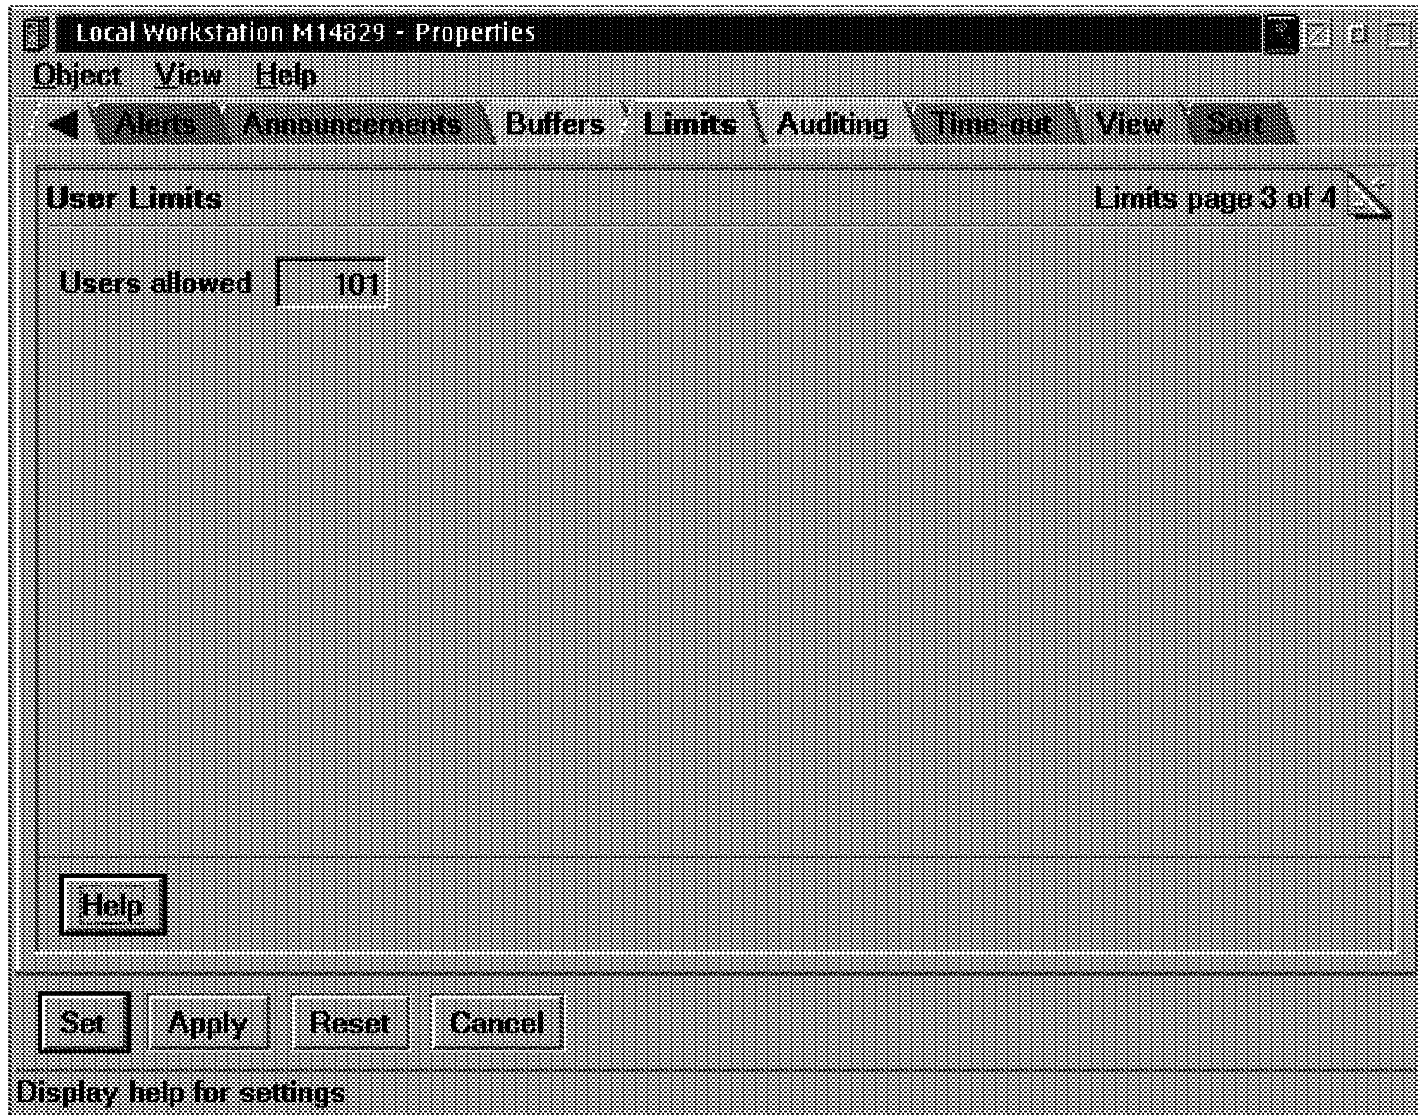 Local Workstation M14829 - Properties
Object View Help
Alerts Announcements Buffers Limits Auditing Time-out View Sort
User Limits Limits page 3 of 4
Users allowed 101
Help
Set Apply Reset Cancel
Display help for settings